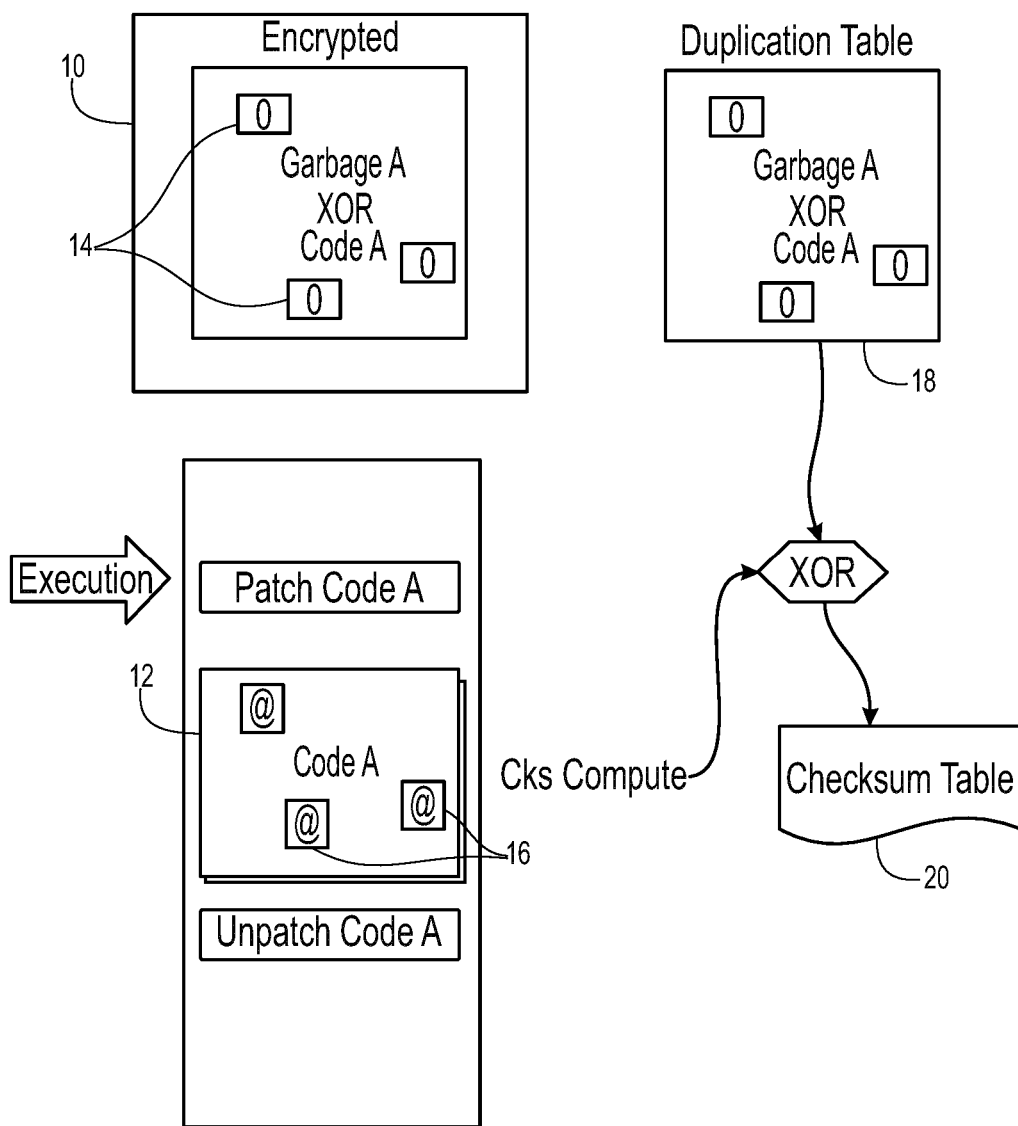 Encrypted
10
0
Garbage A
XOR
Code A
0
0
14
Duplication Table
0
Garbage A
XOR
Code A
0
0
18
Execution
Patch Code A
12
@
Code A
@
@
16
Unpatch Code A
Cks Compute
XOR
Checksum Table
20